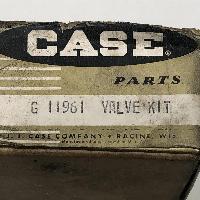 CASE
PARTS
G 11961 VALVE KIT
J. I. CASE COMPANY • RACINE, WIS.